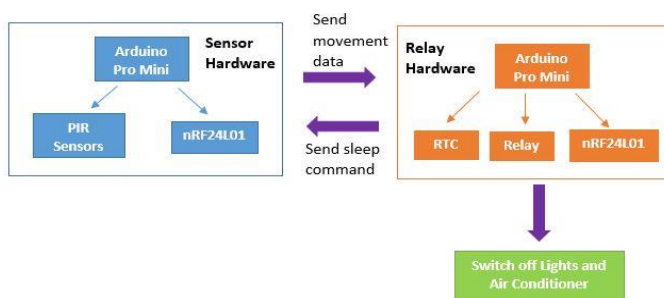 Sensor
Hardware
Arduino
Pro Mini
PIR
Sensors
nRF24L01
Send
movement
data
Send sleep
command
Relay
Hardware
Arduino
Pro Mini
RTC
Relay
nRF24L01
Switch off Lights and
Air Conditioner